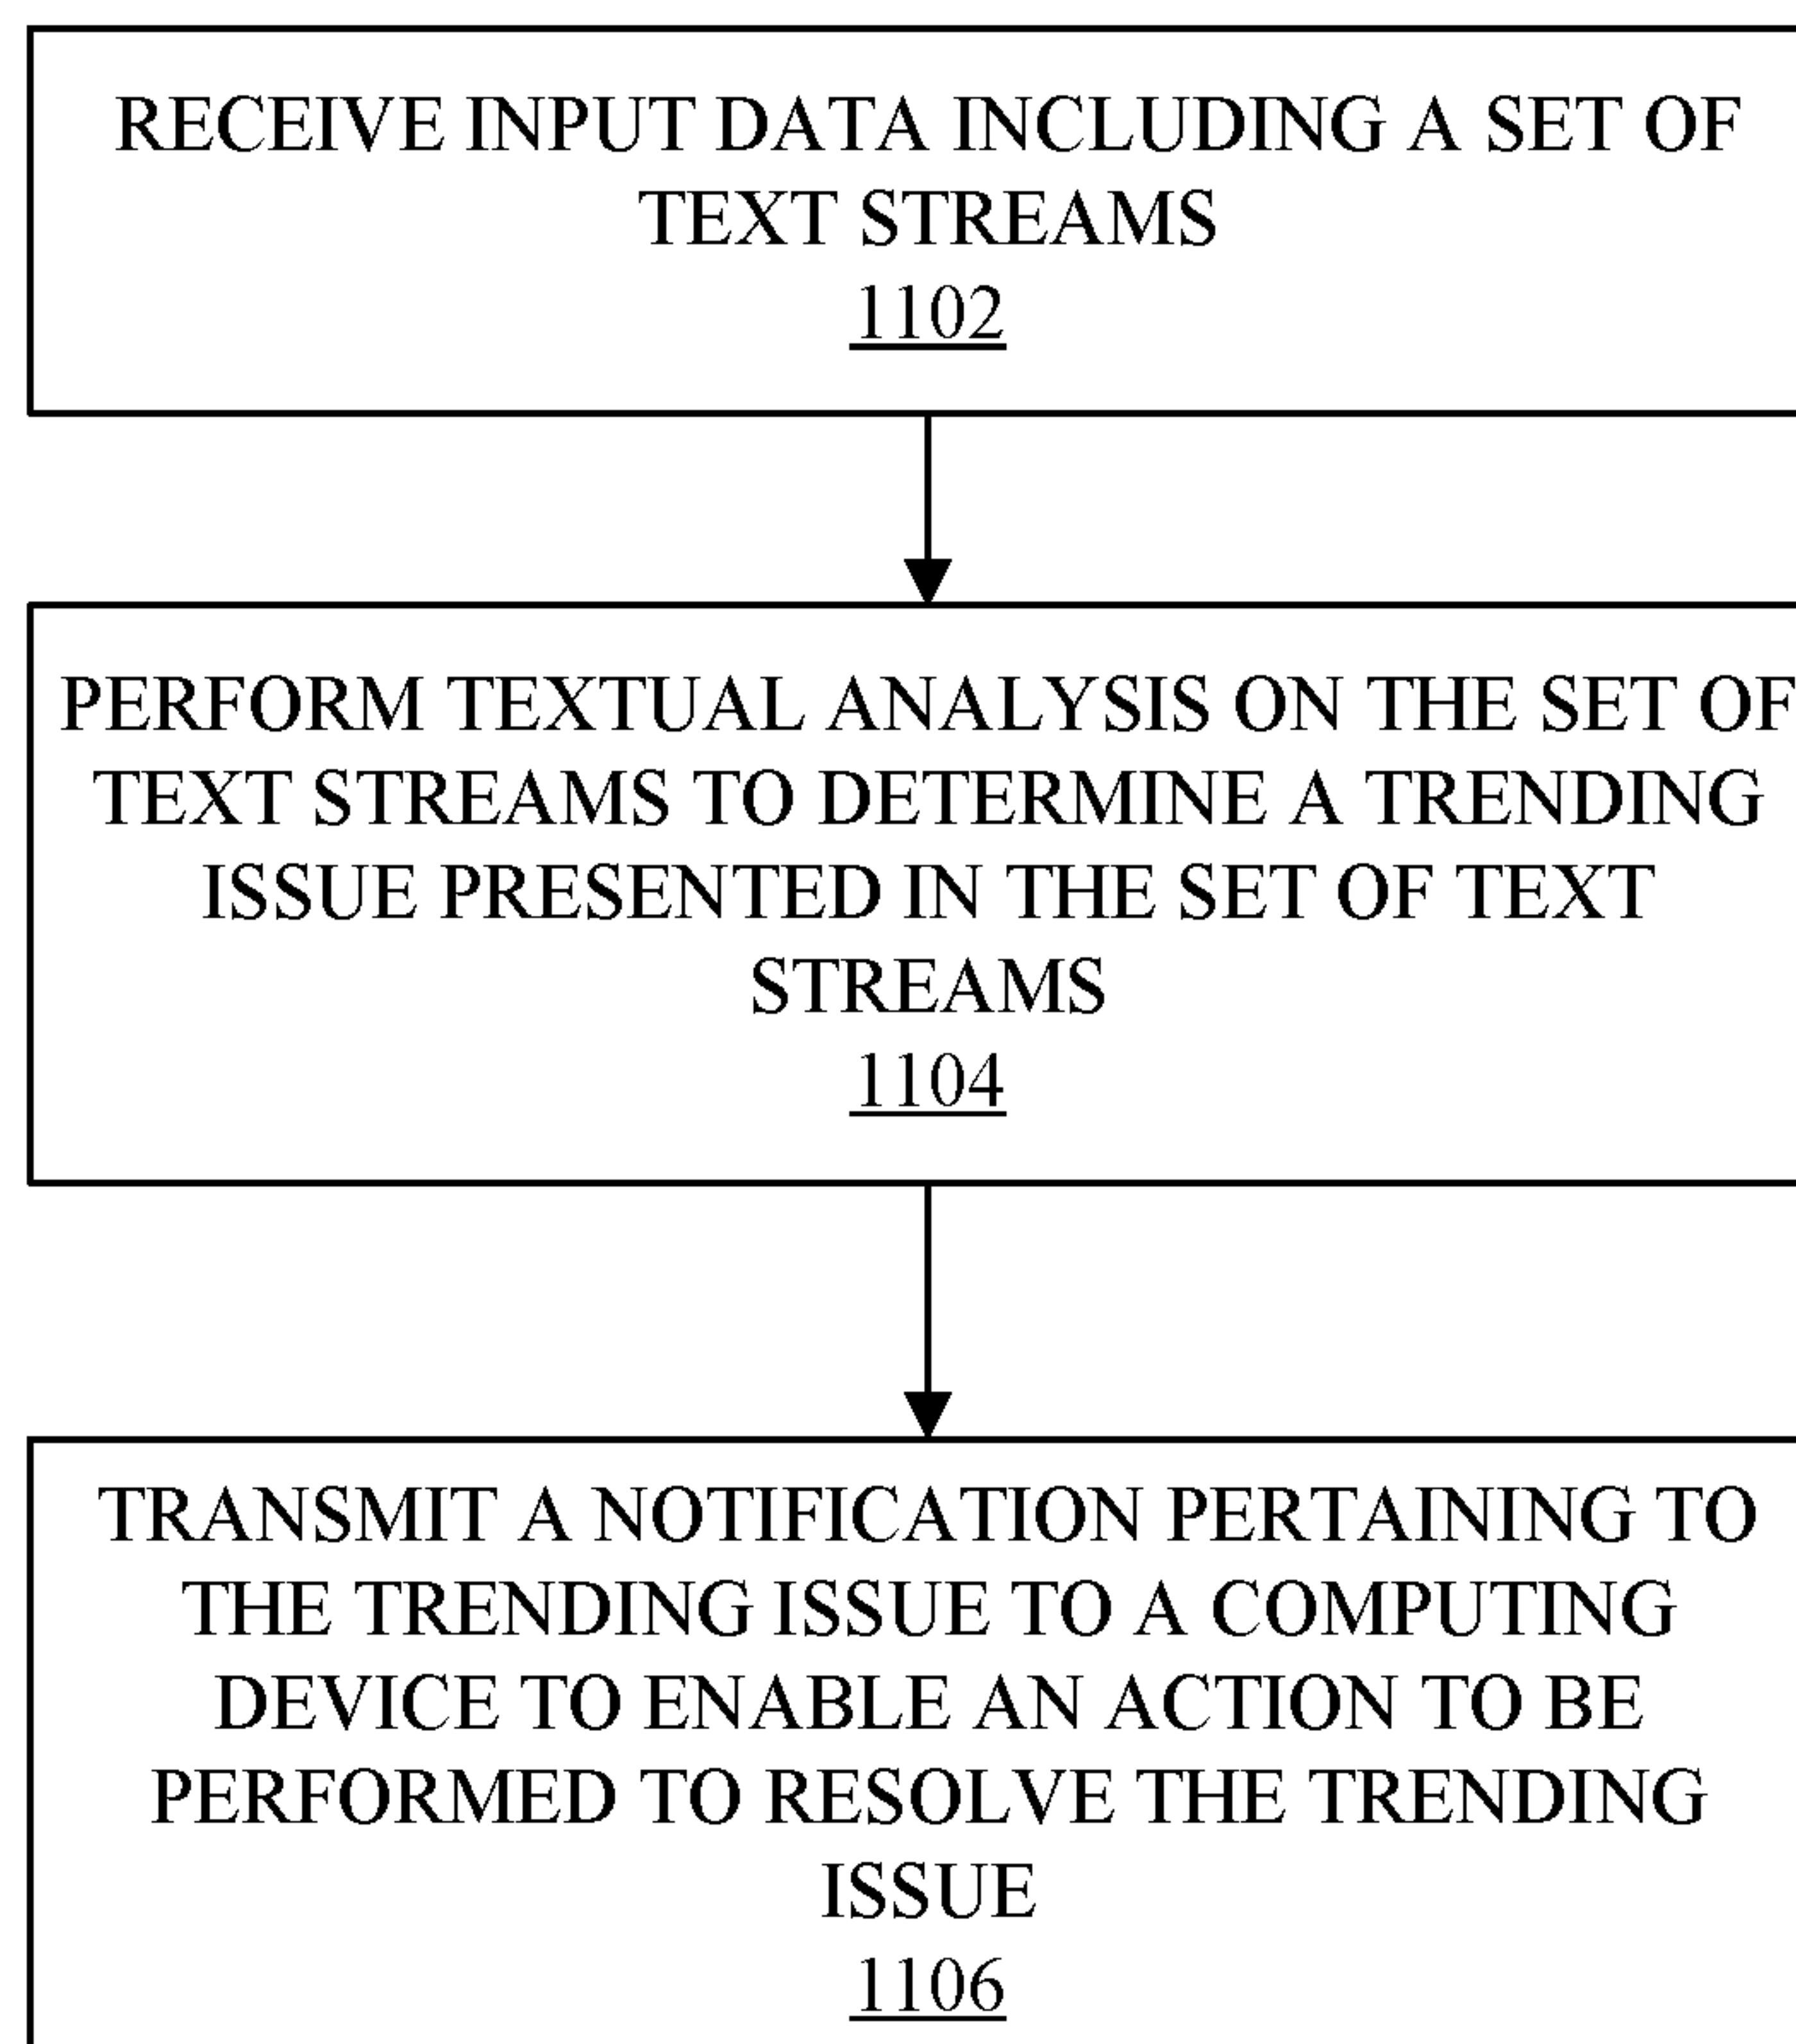 RECEIVE INPUT DATA INCLUDING A SET OF
TEXT STREAMS
1102
PERFORM TEXTUAL ANALYSIS ON THE SET OF
TEXT STREAMS TO DETERMINE A TRENDING
ISSUE PRESENTED IN THE SET OF TEXT
STREAMS
1104
TRANSMIT A NOTIFICATION PERTAINING TO
THE TRENDING ISSUE TO A COMPUTING
DEVICE TO ENABLE AN ACTION TO BE
PERFORMED TO RESOLVE THE TRENDING
ISSUE
1106